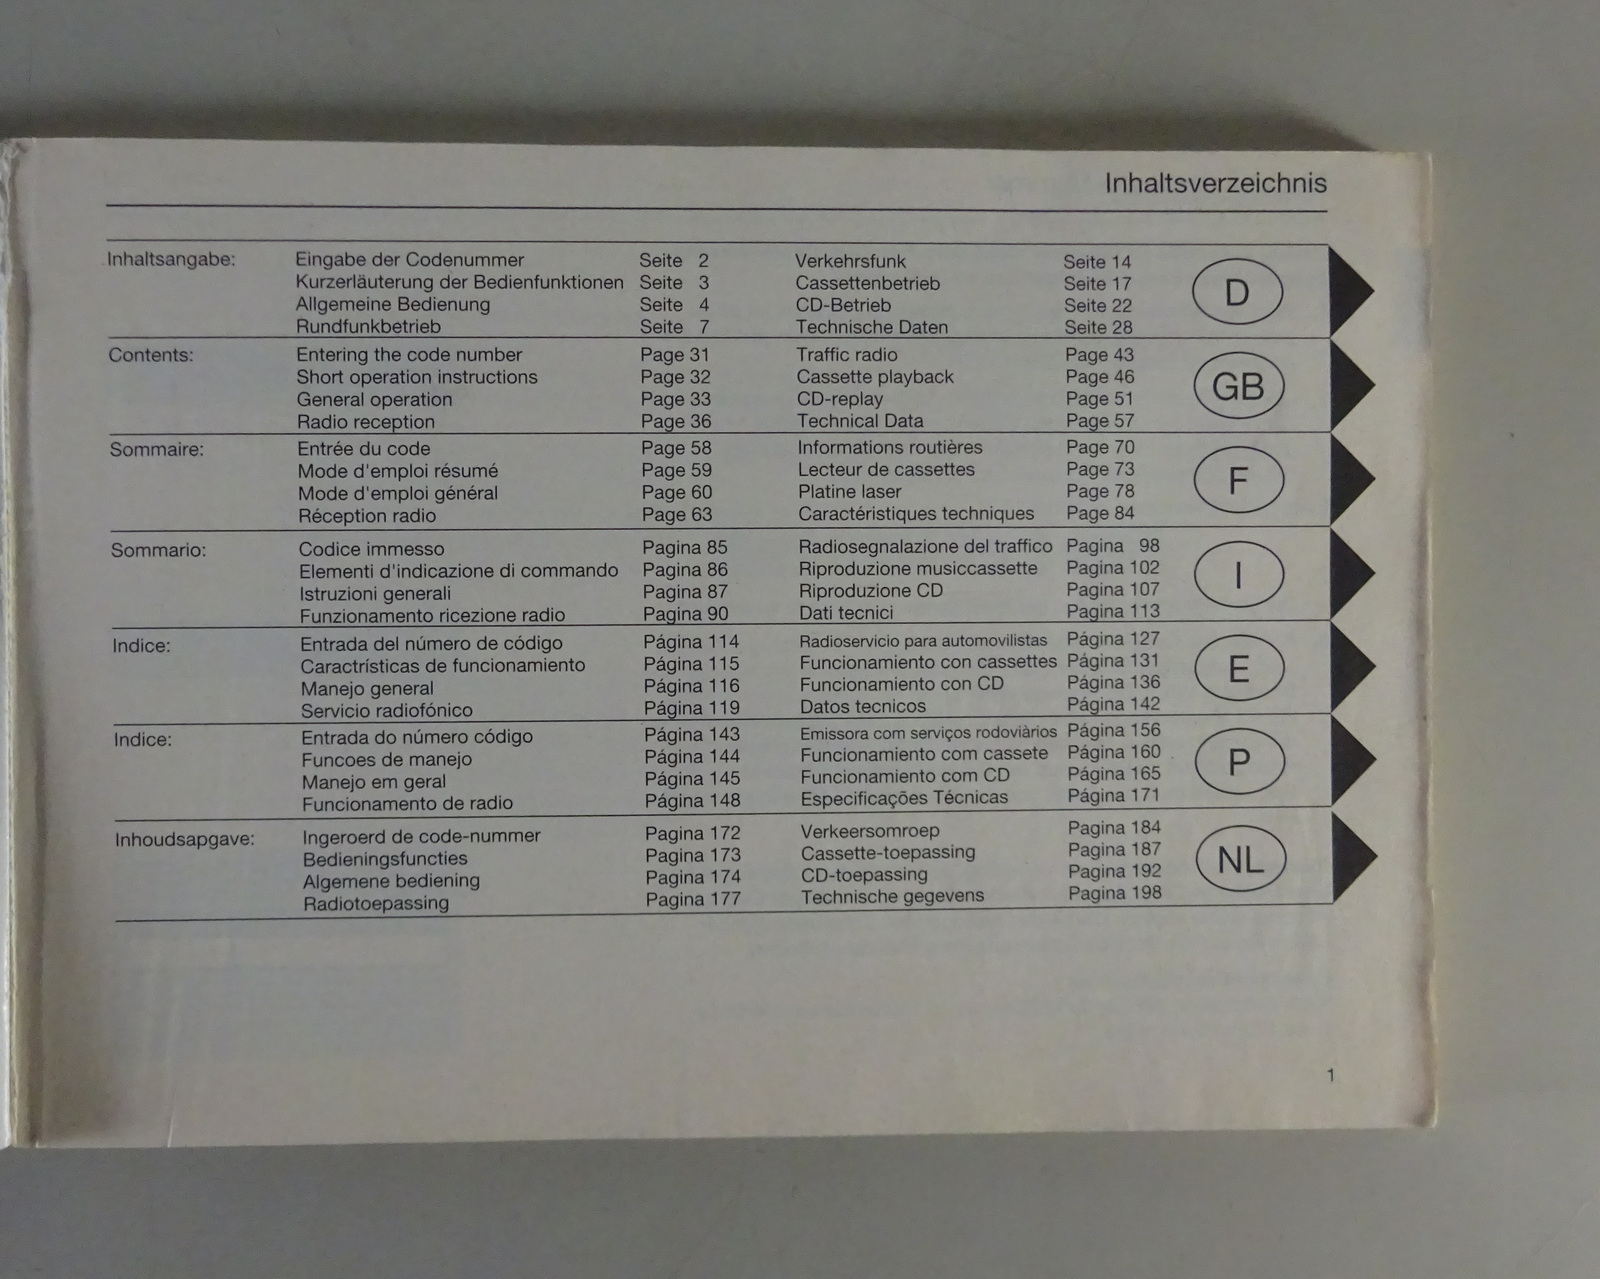 Inhaltsverzeichnis
Inhaltsangabe: Eingabe der Codenummer Seite 2 Verkehrsfunk Seite 14
Kurzerläuterung der Bedienfunktionen Seite 3 Cassettenbetrieb Seite 17
Allgemeine Bedienung Seite 4 CD-Betrieb Seite 22
Rundfunkbetrieb Seite 7 Technische Daten Seite 28
D
Contents: Entering the code number Page 31 Traffic radio Page 43
Short operation instructions Page 32 Cassette playback Page 46
General operation Page 33 CD-replay Page 51
Radio reception Page 36 Technical Data Page 57
GB
Sommaire: Entrée du code Page 58 Informations routières Page 70
Mode d'emploi résumé Page 59 Lecteur de cassettes Page 73
Mode d'emploi général Page 60 Platine laser Page 78
Réception radio Page 63 Caractéristiques techniques Page 84
F
Sommario: Codice immesso Pagina 85 Radiosegnalazione del traffico Pagina 98
Elementi d'indicazione di commando Pagina 86 Riproduzione musiccassette Pagina 102
Istruzioni generali Pagina 87 Riproduzione CD Pagina 107
Funzionamento ricezione radio Pagina 90 Dati tecnici Pagina 113
I
Indice: Entrada del número de código Página 114 Radioservicio para automovilistas Página 127
Caractrísticas de funcionamiento Página 115 Funcionamiento con cassettes Página 131
Manejo general Página 116 Funcionamiento con CD Página 136
Servicio radiofónico Página 119 Datos tecnicos Página 142
E
Indice: Entrada do número código Página 143 Emissora com serviços rodoviàrios Página 156
Funcoes de manejo Página 144 Funcionamiento com cassete Página 160
Manejo em geral Página 145 Funcionamiento com CD Página 165
Funcionamento de radio Página 148 Especificações Técnicas Página 171
P
Inhoudsapgave: Ingeroerd de code-nummer Pagina 172 Verkeersomroep Pagina 184
Bedieningsfuncties Pagina 173 Cassette-toepassing Pagina 187
Algemene bediening Pagina 174 CD-toepassing Pagina 192
Radiotoepassing Pagina 177 Technische gegevens Pagina 198
NL
1